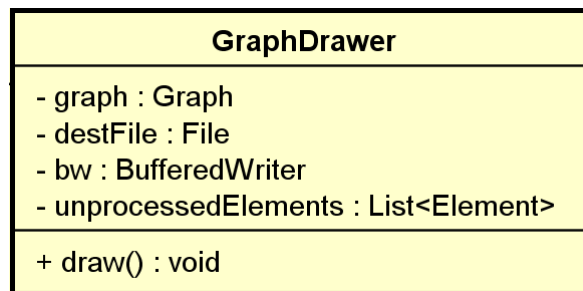 GraphDrawer
- graph : Graph
- destFile : File
- bw : BufferedWriter
- unprocessedElements : List<Element>
+ draw() : void